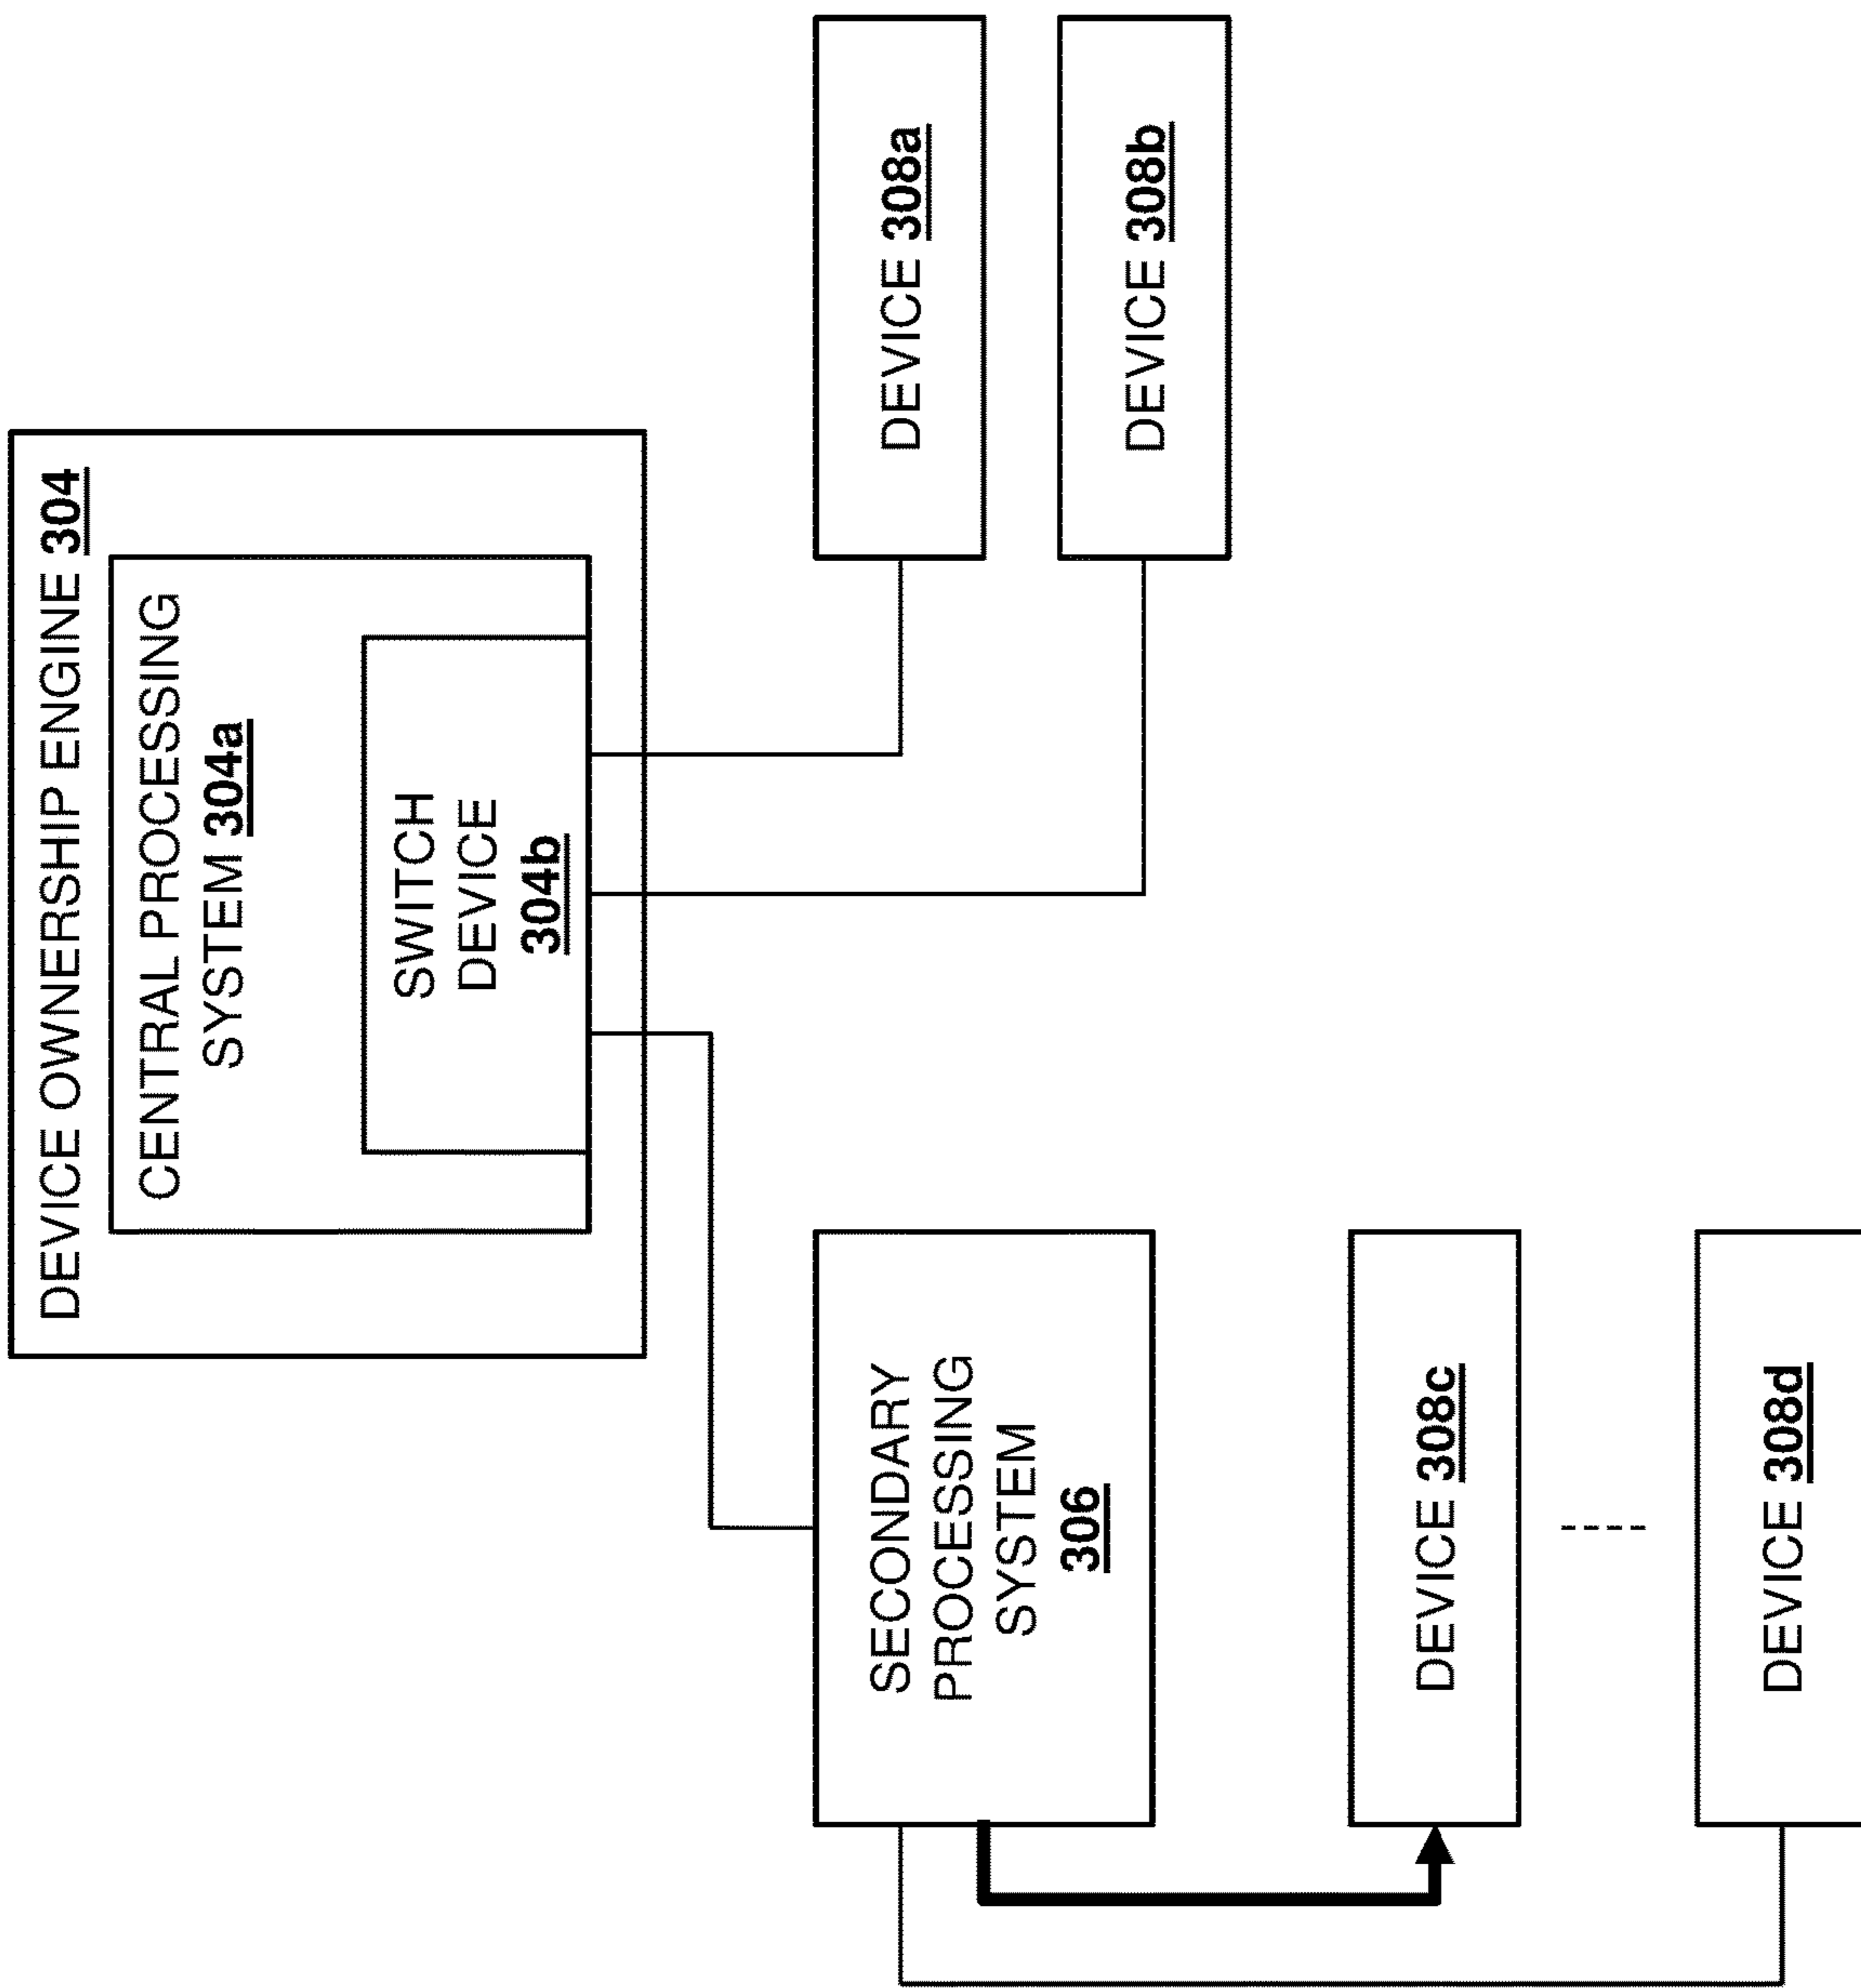 DEVICE OWNERSHIP ENGINE 304
CENTRAL PROCESSING
SYSTEM 304a
SWITCH
DEVICE
304b
SECONDARY
PROCESSING
SYSTEM
306
DEVICE 308a
DEVICE 308b
DEVICE 308c
DEVICE 308d